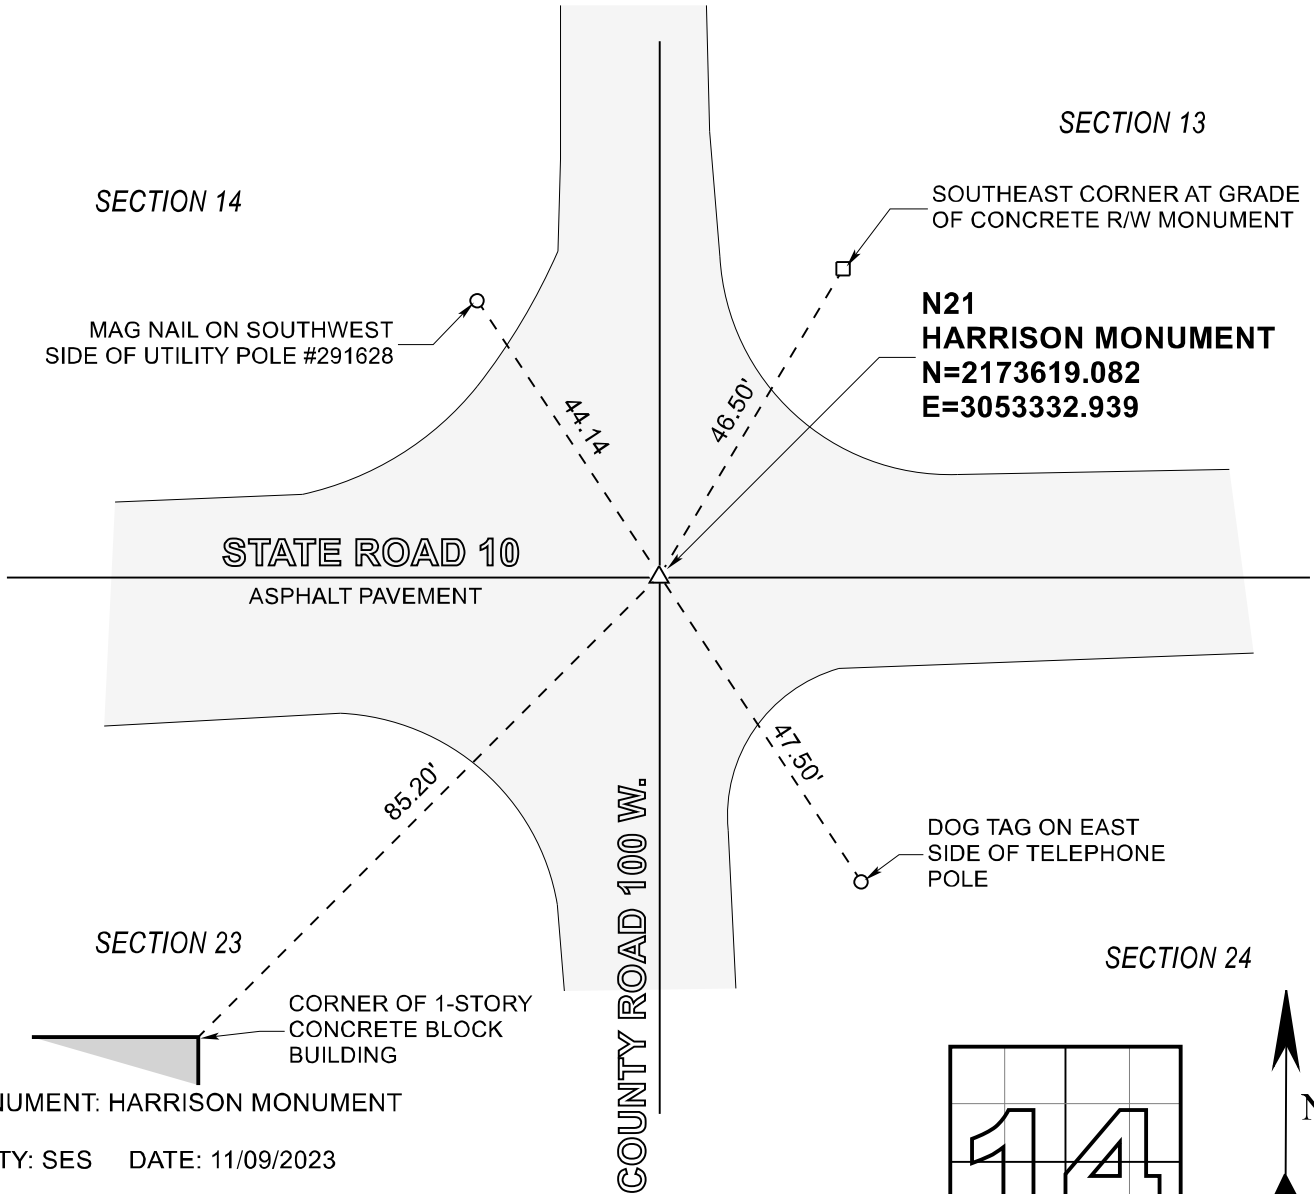 SECTION 13
SECTION 14
SOUTHEAST CORNER AT GRADE
OF CONCRETE R/W MONUMENT
N21
HARRISON MONUMENT
N=2173619.082
E=3053332.939
MAG NAIL ON SOUTHWEST
SIDE OF UTILITY POLE #291628
44.14
46.50'
STATE ROAD 10
ASPHALT PAVEMENT
85.20'
47.50'
COUNTY ROAD 100 W.
DOG TAG ON EAST
SIDE OF TELEPHONE
POLE
SECTION 23
SECTION 24
CORNER OF 1-STORY
CONCRETE BLOCK
BUILDING
NUMENT: HARRISON MONUMENT
TY: SES DATE: 11/09/2023
14
N